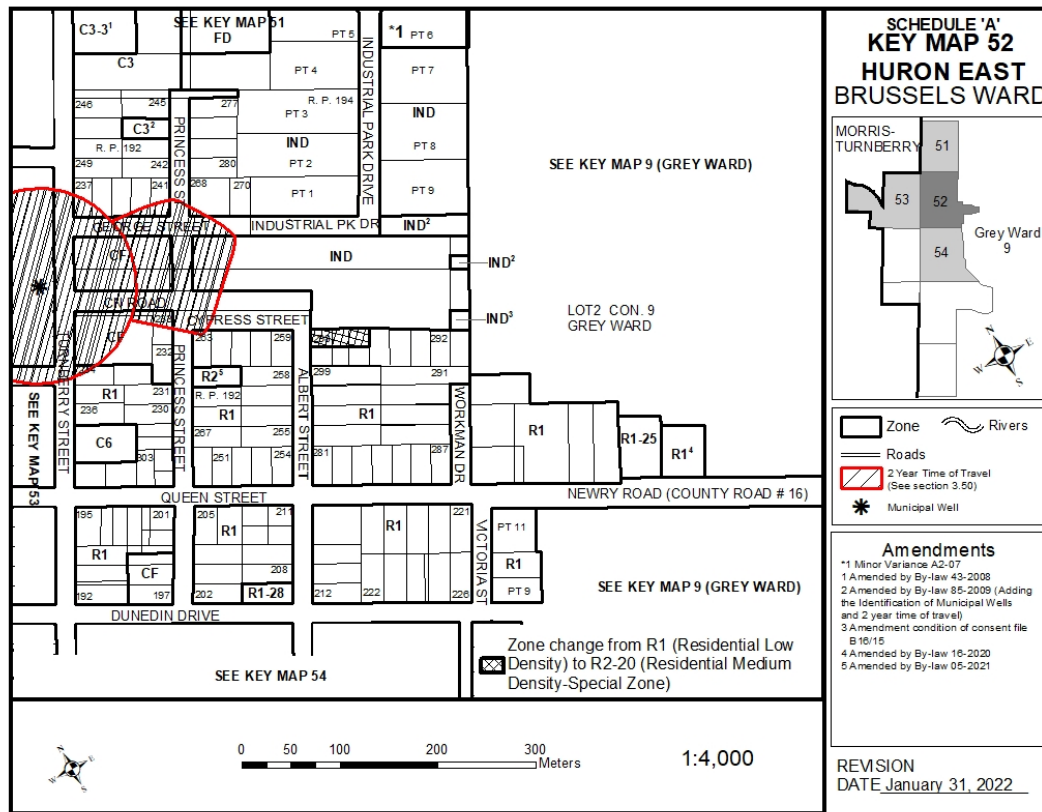 SEE KEY MAP 51
C3-3¹
FD
PT 5
*1 PT 6
C3
PT 4
PT 7
INDUSTRIAL PARK DRIVE
246
245
277
R. P. 194
PT 3
IND
C3²
PRINCESS S
R. P. 192
IND
PT 8
249
242
280
PT 2
237
241
268
270
PT 1
PT 9
SEE KEY MAP 9 (GREY WARD)
GEORGE STREET
INDUSTRIAL PK DR
IND²
CF
IND
IND²
CN ROAD
IND³
LOT2 CON. 9
GREY WARD
CYPRESS STREET
CF
232
263
259
292
TURNBERRY STREET
PRINCESS STREET
R2⁵
258
ALBERT STREET
299
291
R1
231
R. P. 192
236
230
R1
R1
WORKMAN DR
R1
R1-25
R1⁴
C6
267
255
303
251
254
281
287
SEE KEY MAP 53
QUEEN STREET
NEWRY ROAD (COUNTY ROAD # 16)
195
201
205
211
R1
221
VICTORIA ST
PT 11
R1
R1
R1
CF
208
192
197
202
R1-28
212
222
226
PT 9
SEE KEY MAP 9 (GREY WARD)
DUNEDIN DRIVE
SEE KEY MAP 54
Zone change from R1 (Residential Low
Density) to R2-20 (Residential Medium
Density-Special Zone)
N
E
W
S
0 50 100 200 300
Meters
1:4,000
SCHEDULE 'A'
KEY MAP 52
HURON EAST
BRUSSELS WARD
MORRIS-
TURNBERRY
51
53
52
Grey Ward
9
54
N
E
W
S
Zone
Rivers
Roads
2 Year Time of Travel
(See section 3.50)
Municipal Well
Amendments
*1 Minor Variance A2-07
1 Amended by By-law 43-2008
2 Amended by By-law 85-2009 (Adding
the Identification of Municipal Wells
and 2 year time of travel)
3 Amendment condition of consent file
B16/15
4 Amended by By-law 16-2020
5 Amended by By-law 05-2021
REVISION
DATE January 31, 2022